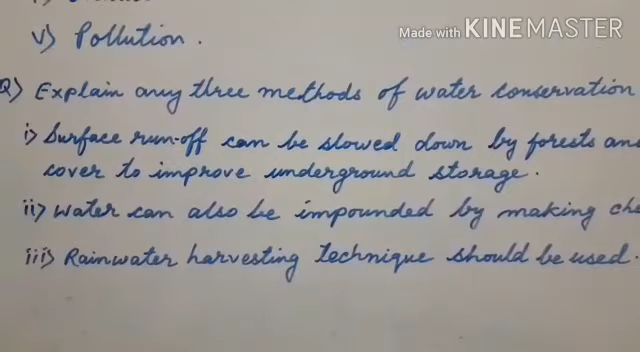 v) Pollution.
Q) Explain any three methods of water conservation
i) Surface run-off can be slowed down by forests and
cover to improve underground storage.
ii) Water can also be impounded by making
iii) Rainwater harvesting technique should be used.
Made with KINEMASTER